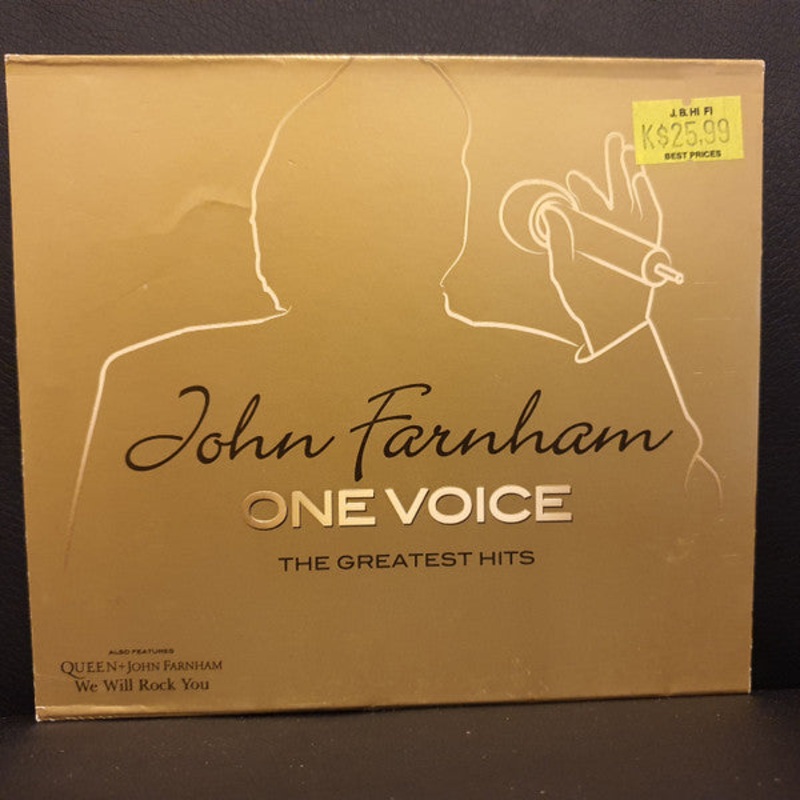 J.B. HI FI
K$25.99
BEST PRICES
John Farnham
ONE VOICE
THE GREATEST HITS
ALSO FEATURED
QUEEN+JOHN FARNHAM
We Will Rock You